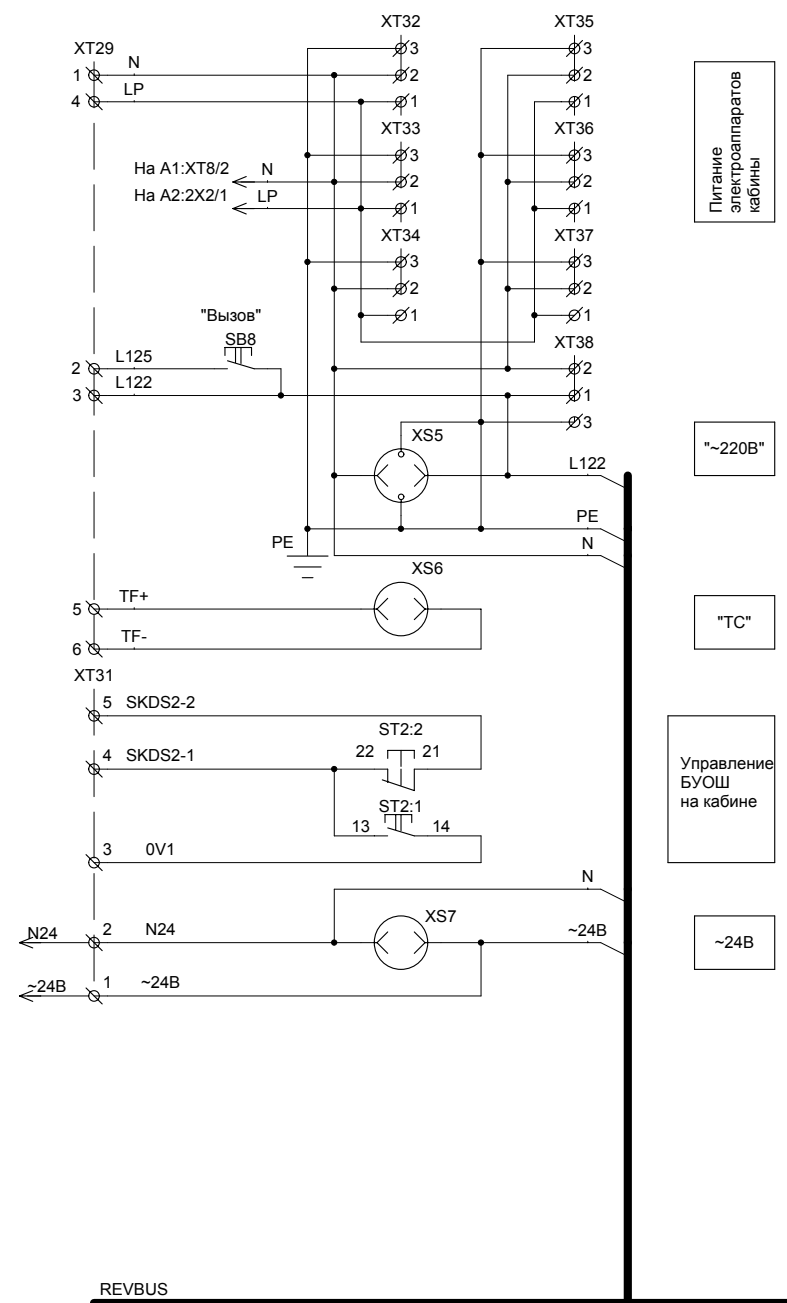 XT32
XT35
XT29
3
3
1
N
2
2
4
LP
1
1
XT33
XT36
Питание
электроаппаратов
кабины
На A1:XT8/2
N
3
3
2
2
На A2:2X2/1
LP
1
1
XT34
XT37
3
3
2
2
"Вызов"
1
1
SB8
XT38
2
L125
2
3
L122
1
3
XS5
"~220В"
L122
PE
PE
N
XS6
5
TF+
"ТС"
6
TF-
XT31
5
SKDS2-2
ST2:2
4
SKDS2-1
22
21
Управление
БУОШ
на кабине
ST2:1
13
14
3
0V1
N
XS7
N24
2
N24
~24В
~24В
~24В
1
~24В
REVBUS